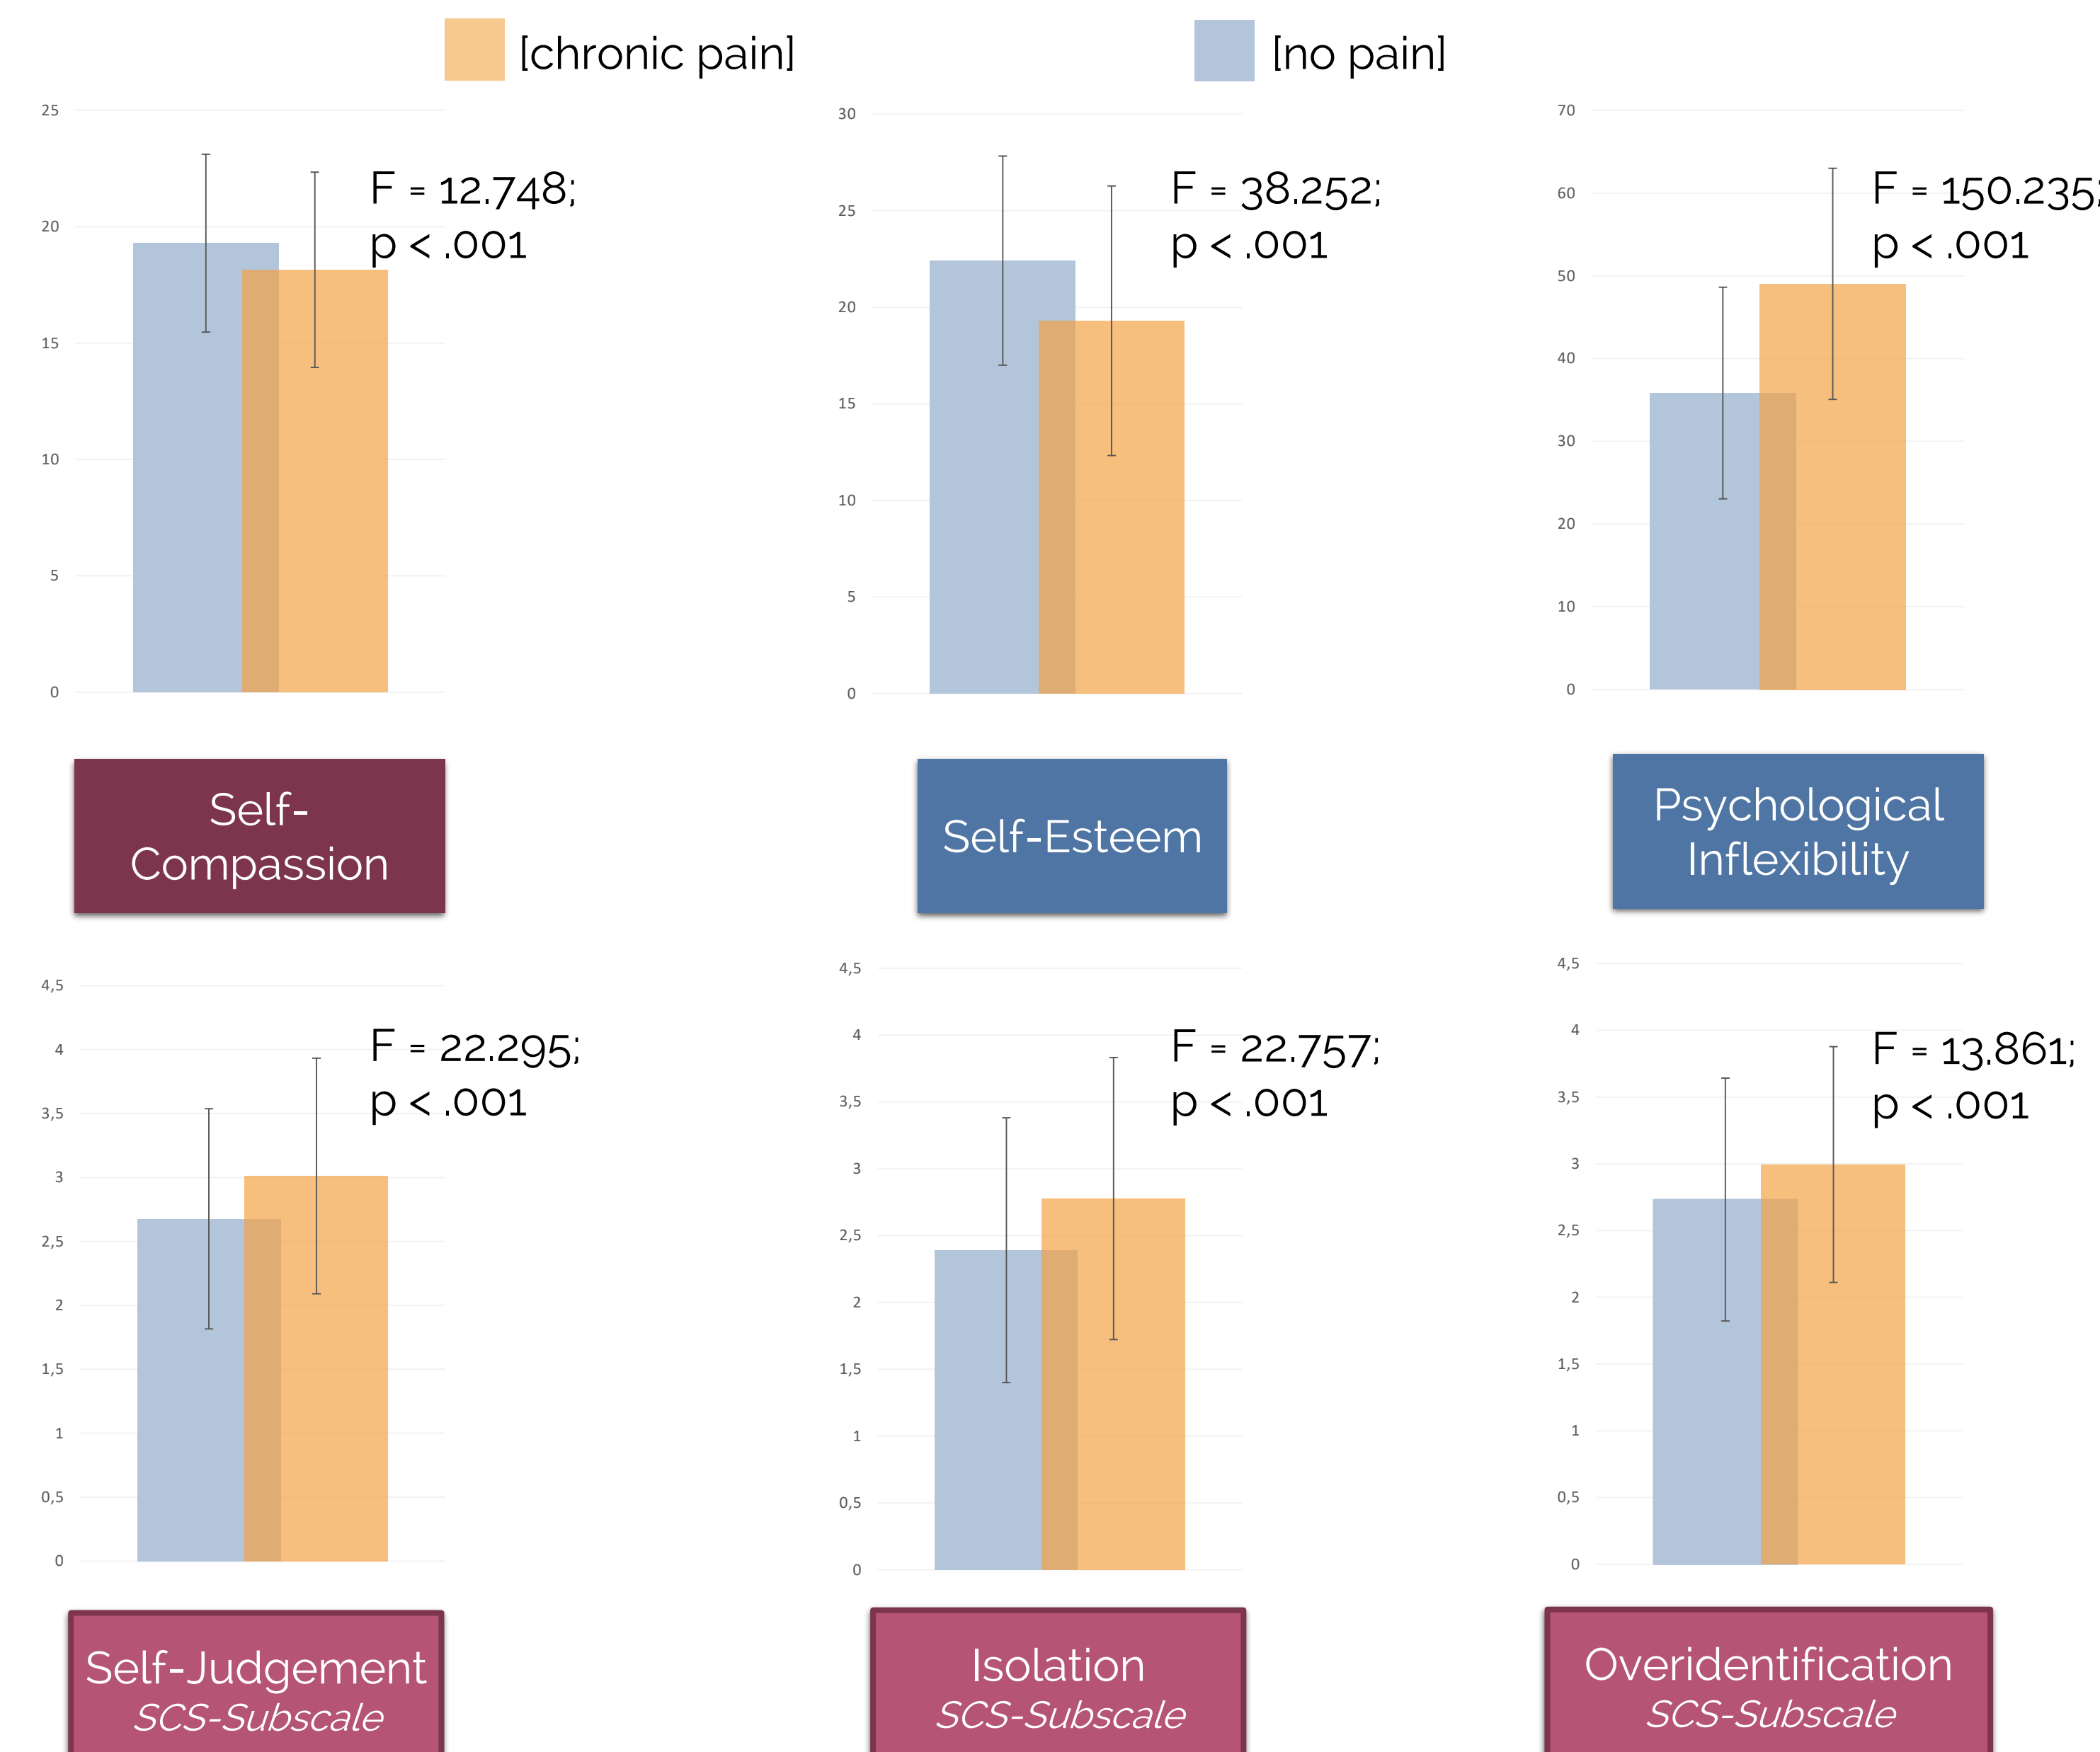 [chronic pain]
[no pain]
25
20
15
10
5
0
F = 12.748;
p < .001
30
25
20
15
10
5
0
F = 38.252;
p < .001
70
60
50
40
30
20
10
0
F = 150.235;
p < .001
Self-
Compassion
Self-Esteem
Psychological
Inflexibility
4,5
4
3,5
3
2,5
2
1,5
1
0,5
0
F = 22.295;
p < .001
4,5
4
3,5
3
2,5
2
1,5
1
0,5
0
F = 22.757;
p < .001
4,5
4
3,5
3
2,5
2
1,5
1
0,5
0
F = 13.861;
p < .001
Self-Judgement
SCS-Subscale
Isolation
SCS-Subscale
Overidentification
SCS-Subscale